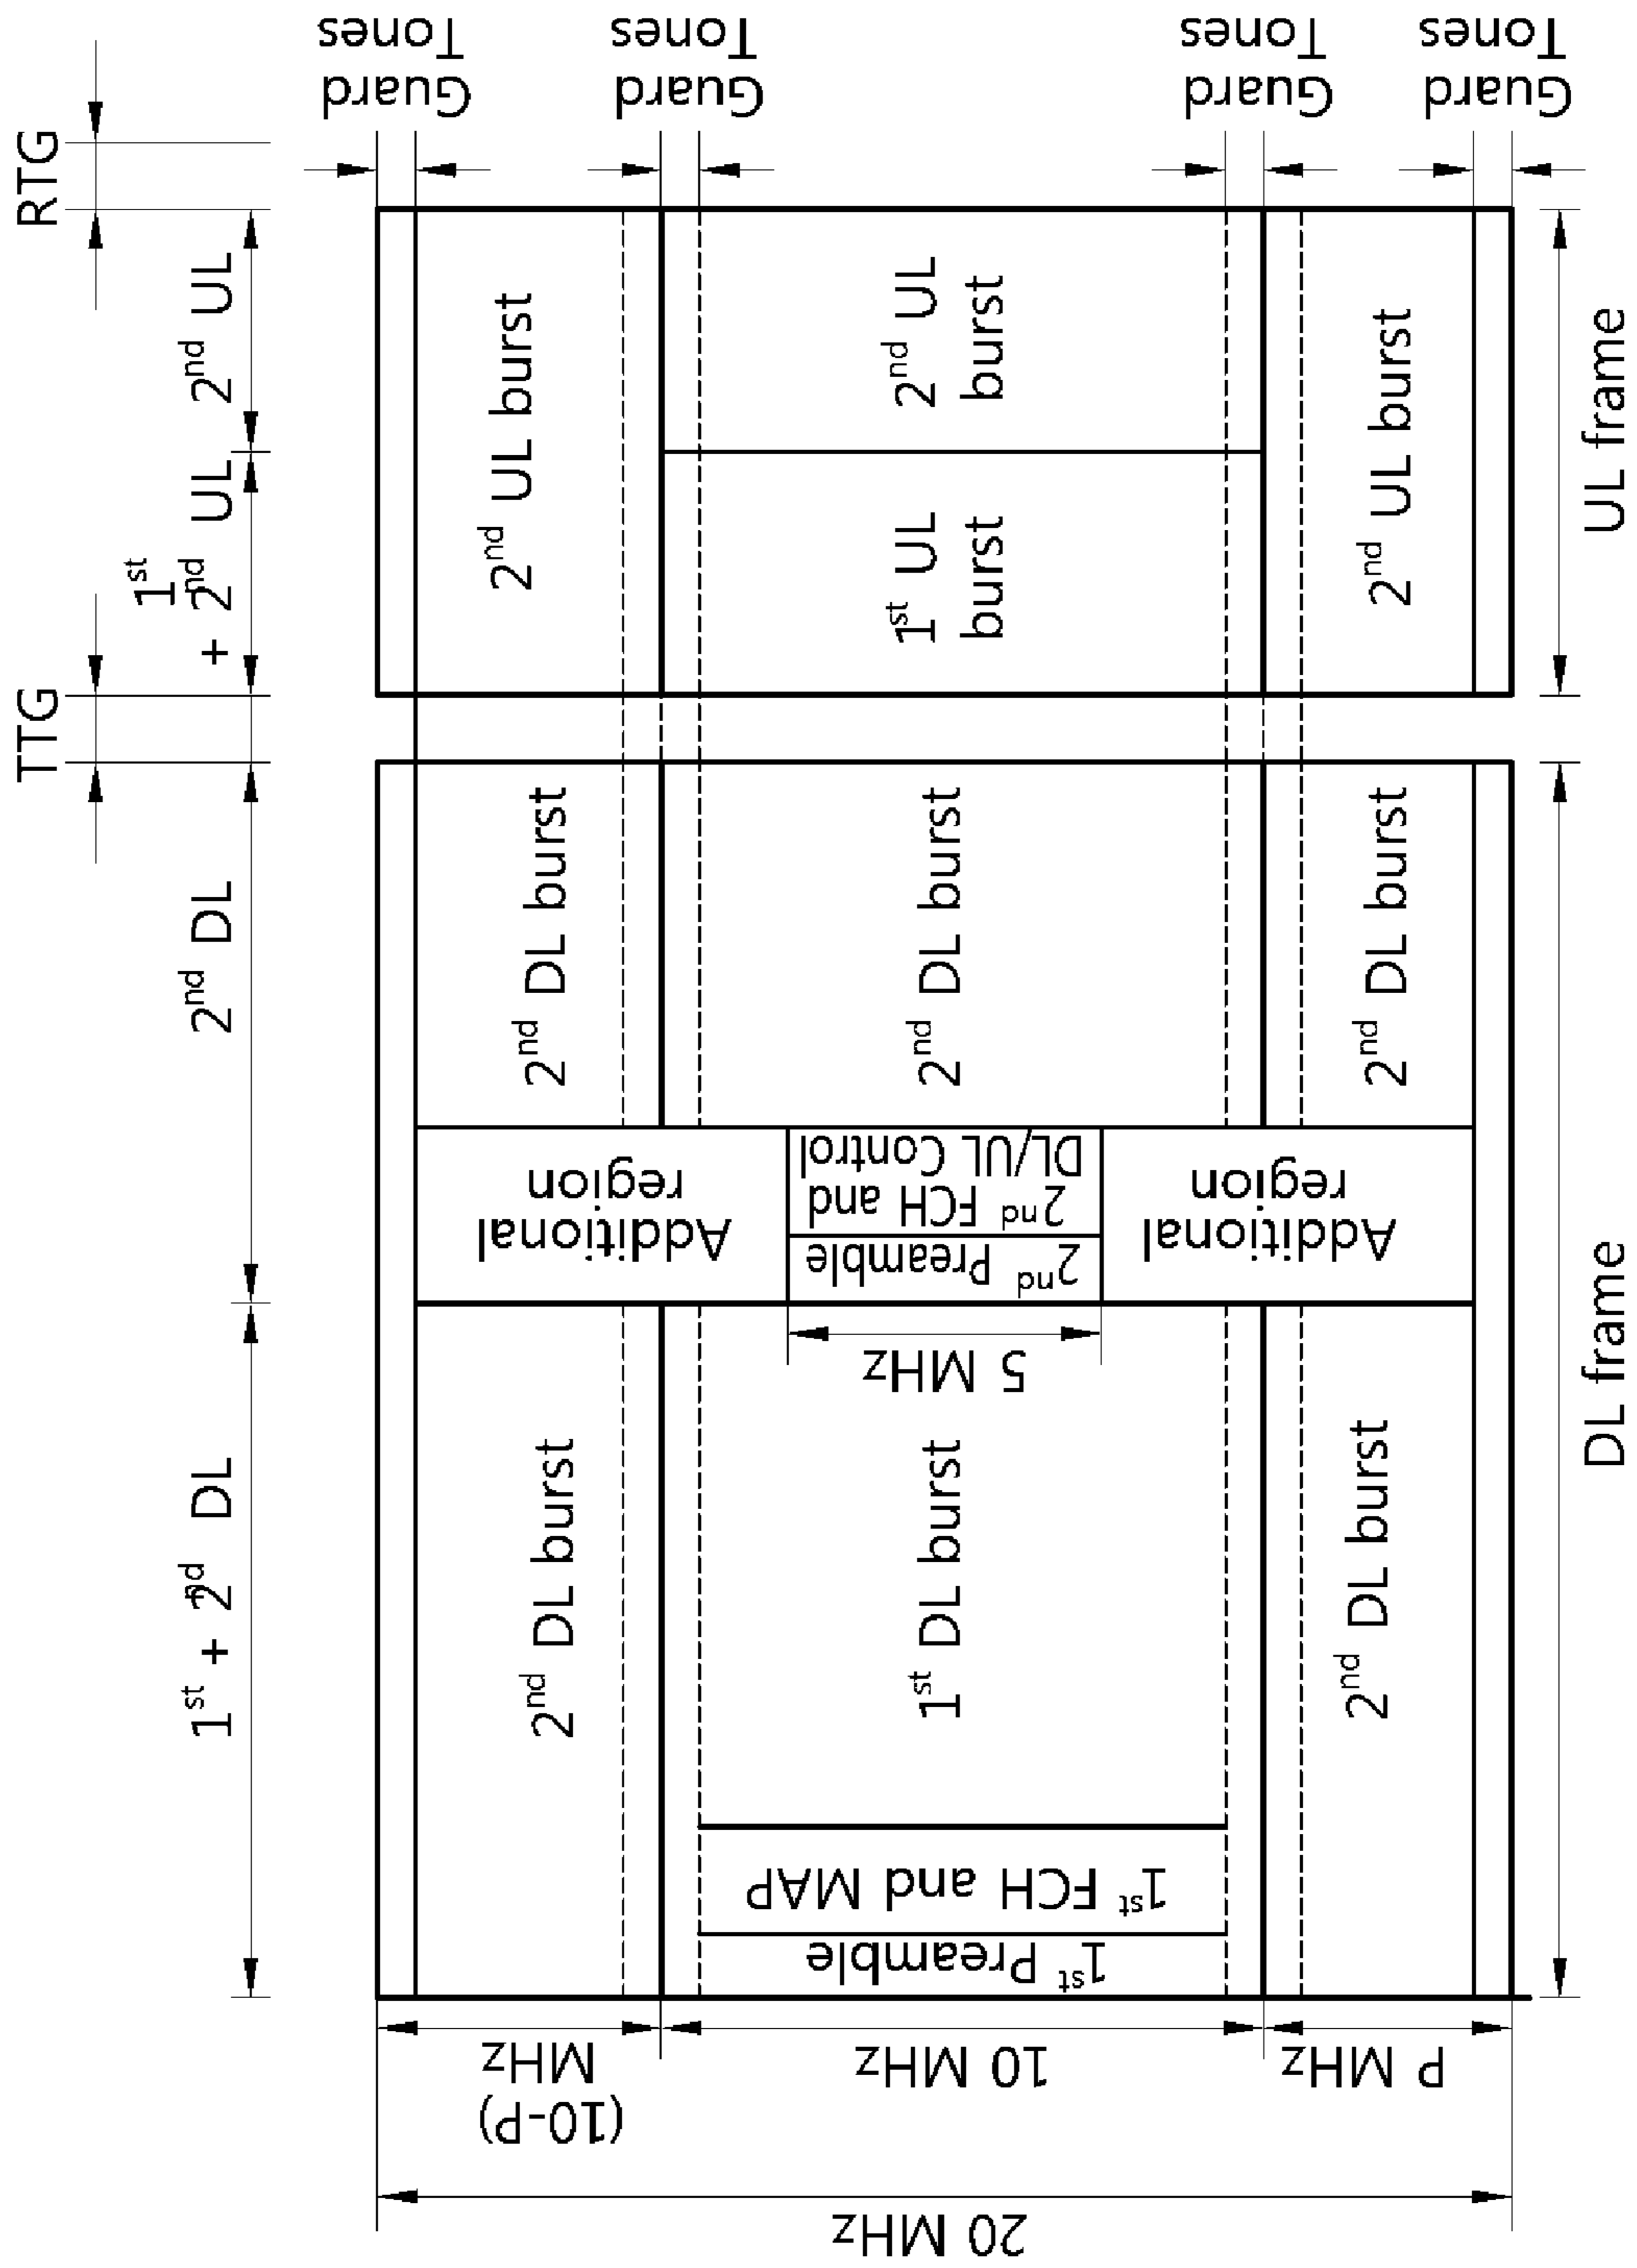 TTG
RTG
1st + 2nd DL
2nd DL
1st
+ 2nd UL
2nd UL
20 MHz
(10-P)
MHz
10 MHz
P MHz
2nd DL burst
1st Preamble
1st FCH and MAP
1st DL burst
2nd DL burst
5 MHz
Additional
region
2nd Preamble
2nd FCH and
DL/UL Control
Additional
region
2nd DL burst
2nd DL burst
2nd DL burst
2nd UL burst
1st UL
burst
2nd UL
burst
2nd UL burst
Guard
Tones
Guard
Tones
Guard
Tones
Guard
Tones
DL frame
UL frame